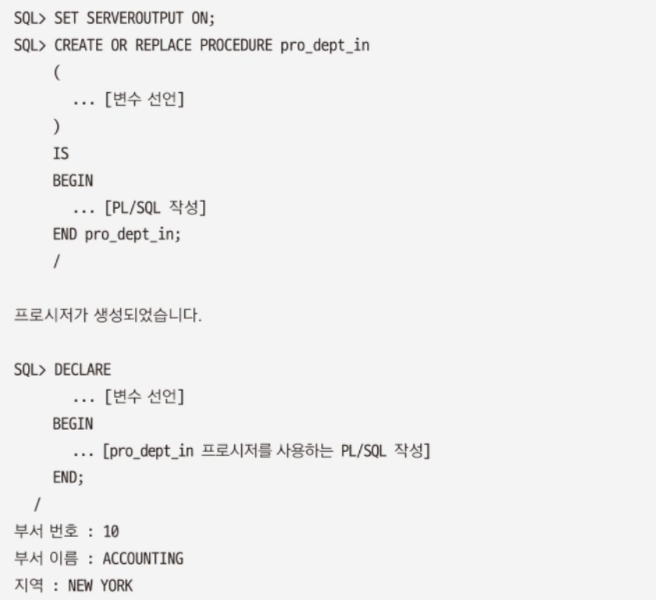 SQL> SET SERVEROUTPUT ON;
SQL> CREATE OR REPLACE PROCEDURE pro_dept_in
(
... [변수 선언]
)
IS
BEGIN
... [PL/SQL 작성]
END pro_dept_in;
/
프로시저가 생성되었습니다.
SQL> DECLARE
... [변수 선언]
BEGIN
... [pro_dept_in 프로시저를 사용하는 PL/SQL 작성]
END;
/
부서 번호 : 10
부서 이름 : ACCOUNTING
지역 : NEW YORK